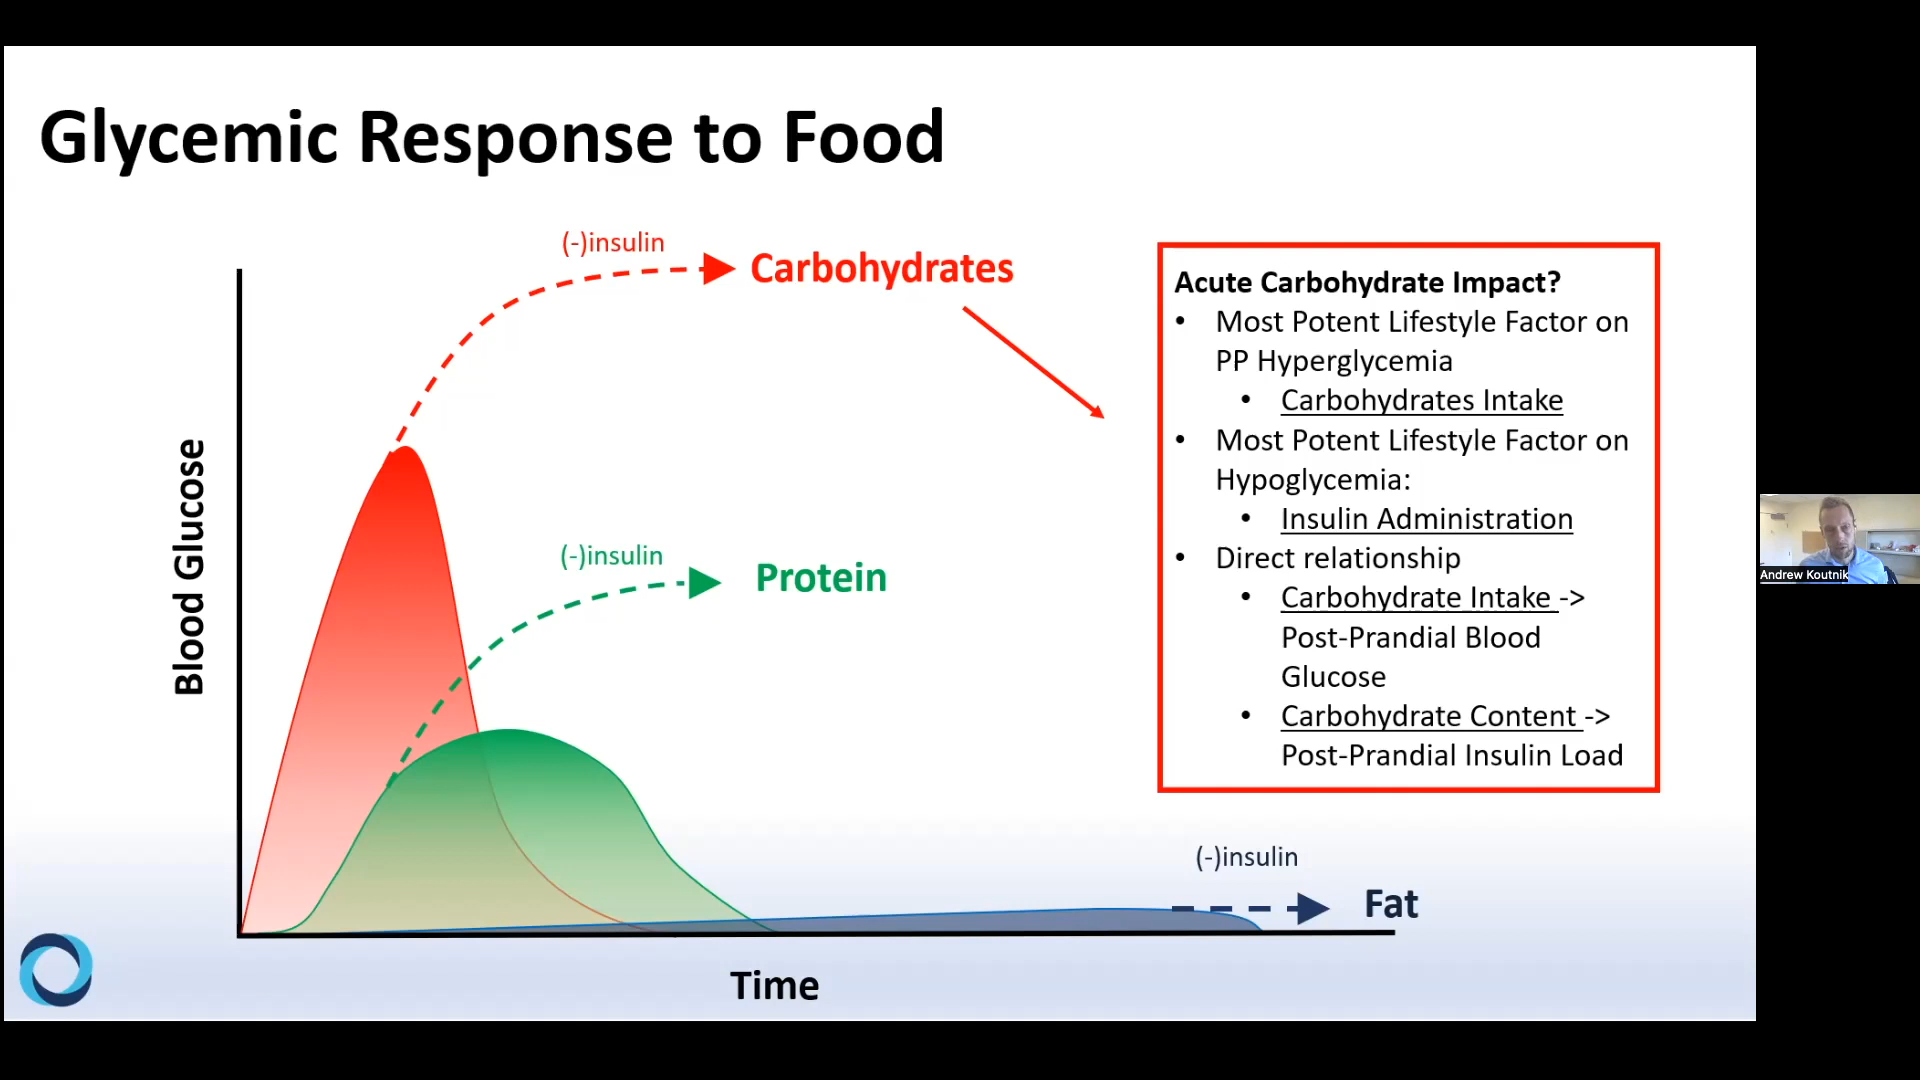 Glycemic Response to Food
(-)insulin
Carbohydrates
Acute Carbohydrate Impact?
• Most Potent Lifestyle Factor on
PP Hyperglycemia
• Carbohydrates Intake
• Most Potent Lifestyle Factor on
Hypoglycemia:
• Insulin Administration
• Direct relationship
• Carbohydrate Intake ->
Post-Prandial Blood
Glucose
• Carbohydrate Content ->
Post-Prandial Insulin Load
Blood Glucose
(-)insulin
Protein
(-)insulin
Fat
Time
Andrew Koutnik